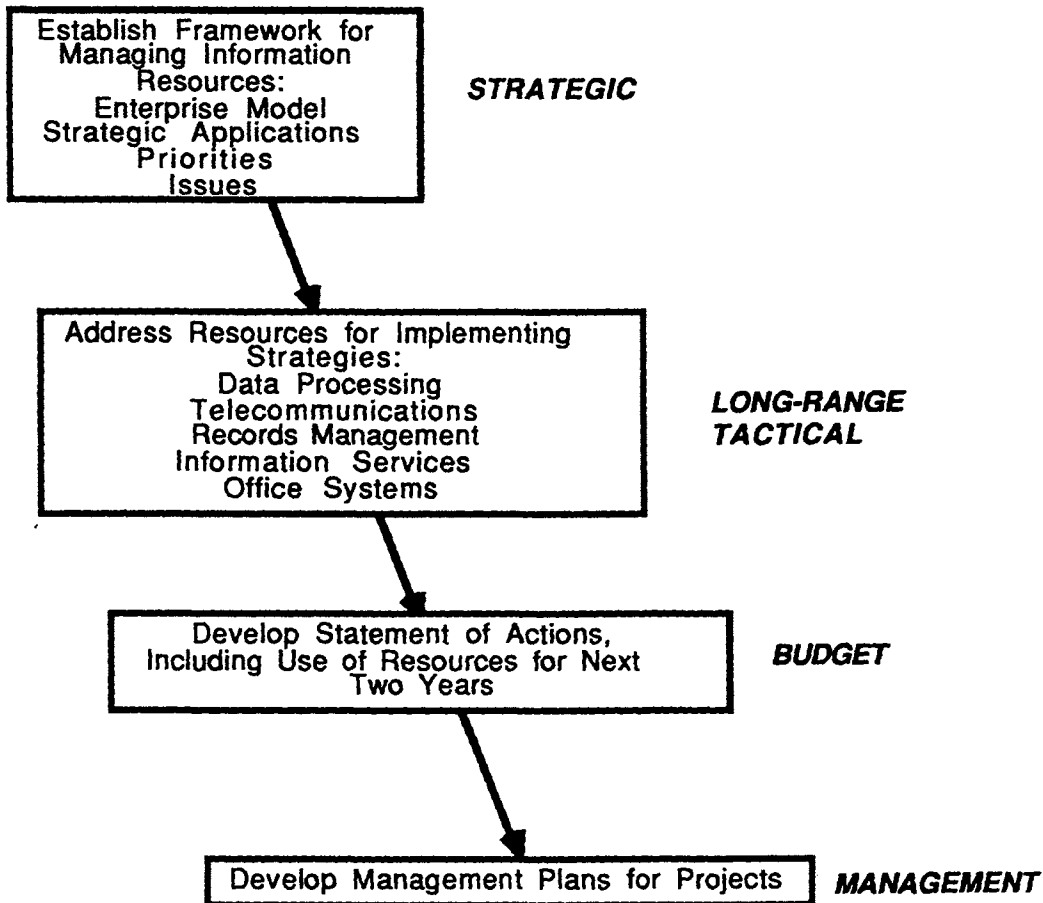 Establish Framework for
Managing Information
Resources:
Enterprise Model
Strategic Applications
Priorities
Issues
STRATEGIC
Address Resources for Implementing
Strategies:
Data Processing
Telecommunications
Records Management
Information Services
Office Systems
LONG-RANGE
TACTICAL
Develop Statement of Actions,
Including Use of Resources for Next
Two Years
BUDGET
Develop Management Plans for Projects
MANAGEMENT